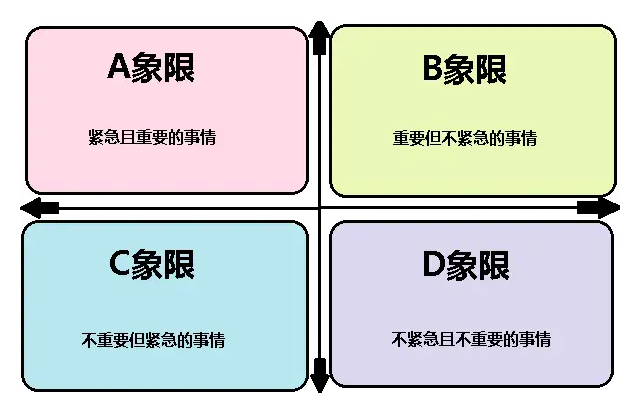 A象限
紧急且重要的事情
B象限
重要但不紧急的事情
C象限
不重要但紧急的事情
D象限
不紧急且不重要的事情